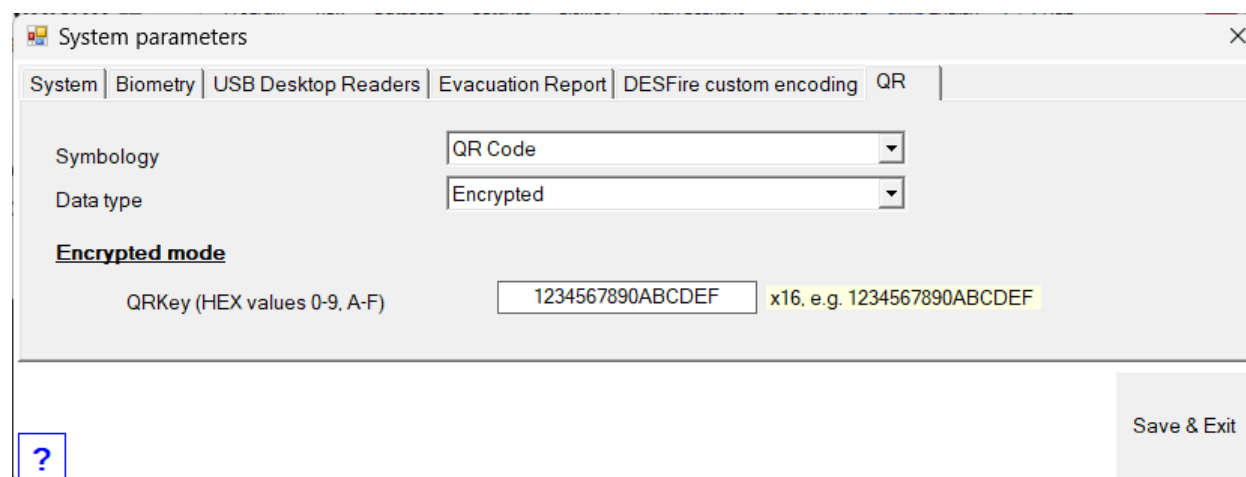 System parameters
System Biometry USB Desktop Readers Evacuation Report DESFire custom encoding QR
Symbology QR Code
Data type Encrypted
Encrypted mode
QRKey (HEX values 0-9, A-F) 1234567890ABCDEF x16, e.g. 1234567890ABCDEF
Save & Exit
?